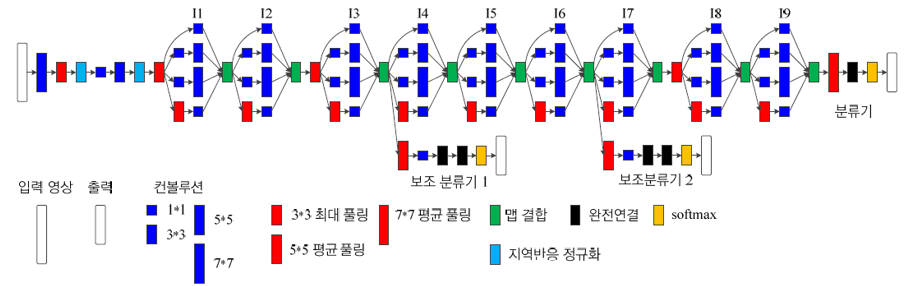 I1 I2 I3 I4 I5 I6 I7 I8 I9
분류기
보조 분류기 1
보조분류기 2
입력 영상
출력
컨볼루션
1*1
3*3
5*5
7*7
3*3 최대 풀링
5*5 평균 풀링
7*7 평균 풀링
맵 결합
완전연결
softmax
지역반응 정규화